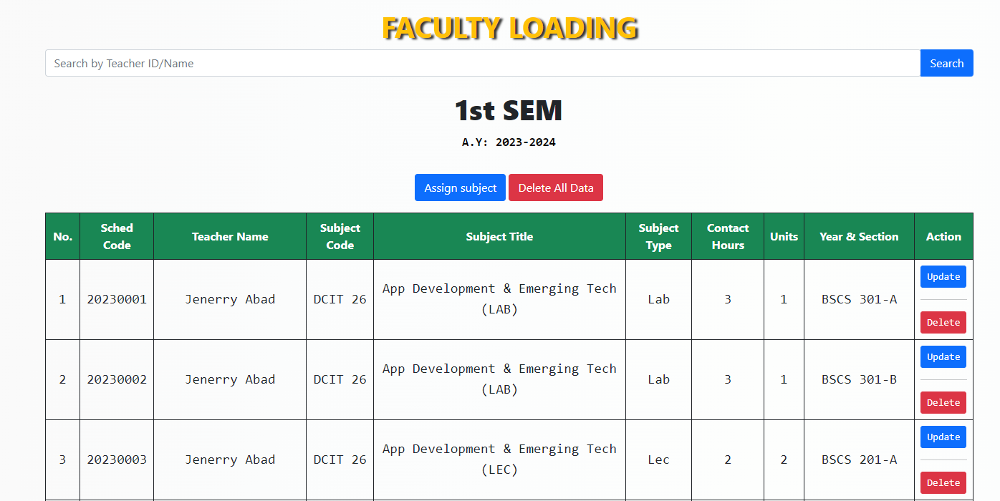 FACULTY LOADING
Search by Teacher ID/Name
Search
1st SEM
A.Y: 2023-2024
Assign subject Delete All Data
No. Sched Code Teacher Name Subject Code Subject Title Subject Type Contact Hours Units Year & Section Action
1 20230001 Jenerry Abad DCIT 26 App Development & Emerging Tech (LAB) Lab 3 1 BSCS 301-A Update Delete
2 20230002 Jenerry Abad DCIT 26 App Development & Emerging Tech (LAB) Lab 3 1 BSCS 301-B Update Delete
3 20230003 Jenerry Abad DCIT 26 App Development & Emerging Tech (LEC) Lec 2 2 BSCS 201-A Update Delete